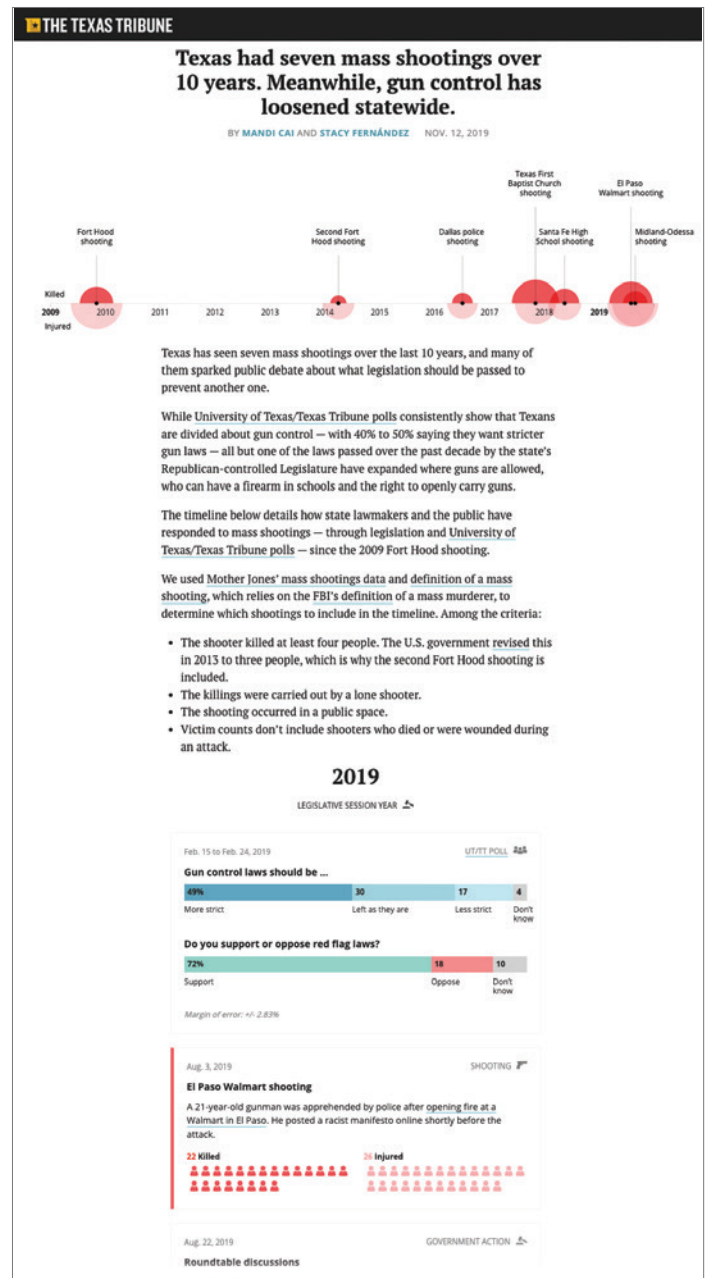 THE TEXAS TRIBUNE
Texas had seven mass shootings over
10 years. Meanwhile, gun control has
loosened statewide.
BY MANDI CAI AND STACY FERNÁNDEZ NOV. 12, 2019
Texas First
Baptist Church
shooting
El Paso
Walmart shooting
Fort Hood
shooting
Second Fort
Hood shooting
Dallas police
shooting
Santa Fe High
School shooting
Midland-Odessa
shooting
Killed
2009 2010 2011 2012 2013 2014 2015 2016 2017 2018 2019
Injured
Texas has seen seven mass shootings over the last 10 years, and many of
them sparked public debate about what legislation should be passed to
prevent another one.
While University of Texas/Texas Tribune polls consistently show that Texans
are divided about gun control — with 40% to 50% saying they want stricter
gun laws — all but one of the laws passed over the past decade by the state's
Republican-controlled Legislature have expanded where guns are allowed,
who can have a firearm in schools and the right to openly carry guns.
The timeline below details how state lawmakers and the public have
responded to mass shootings — through legislation and University of
Texas/Texas Tribune polls — since the 2009 Fort Hood shooting.
We used Mother Jones' mass shootings data and definition of a mass
shooting, which relies on the FBI's definition of a mass murderer, to
determine which shootings to include in the timeline. Among the criteria:
• The shooter killed at least four people. The U.S. government revised this
in 2013 to three people, which is why the second Fort Hood shooting is
included.
• The killings were carried out by a lone shooter.
• The shooting occurred in a public space.
• Victim counts don't include shooters who died or were wounded during
an attack.
2019
LEGISLATIVE SESSION YEAR
Feb. 15 to Feb. 24, 2019 UT/TT POLL
Gun control laws should be ...
49% 30 17 4
More strict Left as they are Less strict Don't
know
Do you support or oppose red flag laws?
72% 18 10
Support Oppose Don't
know
Margin of error: +/- 2.83%
Aug. 3, 2019 SHOOTING
El Paso Walmart shooting
A 21-year-old gunman was apprehended by police after opening fire at a
Walmart in El Paso. He posted a racist manifesto online shortly before the
attack.
22 Killed 26 Injured
Aug. 22, 2019 GOVERNMENT ACTION
Roundtable discussions